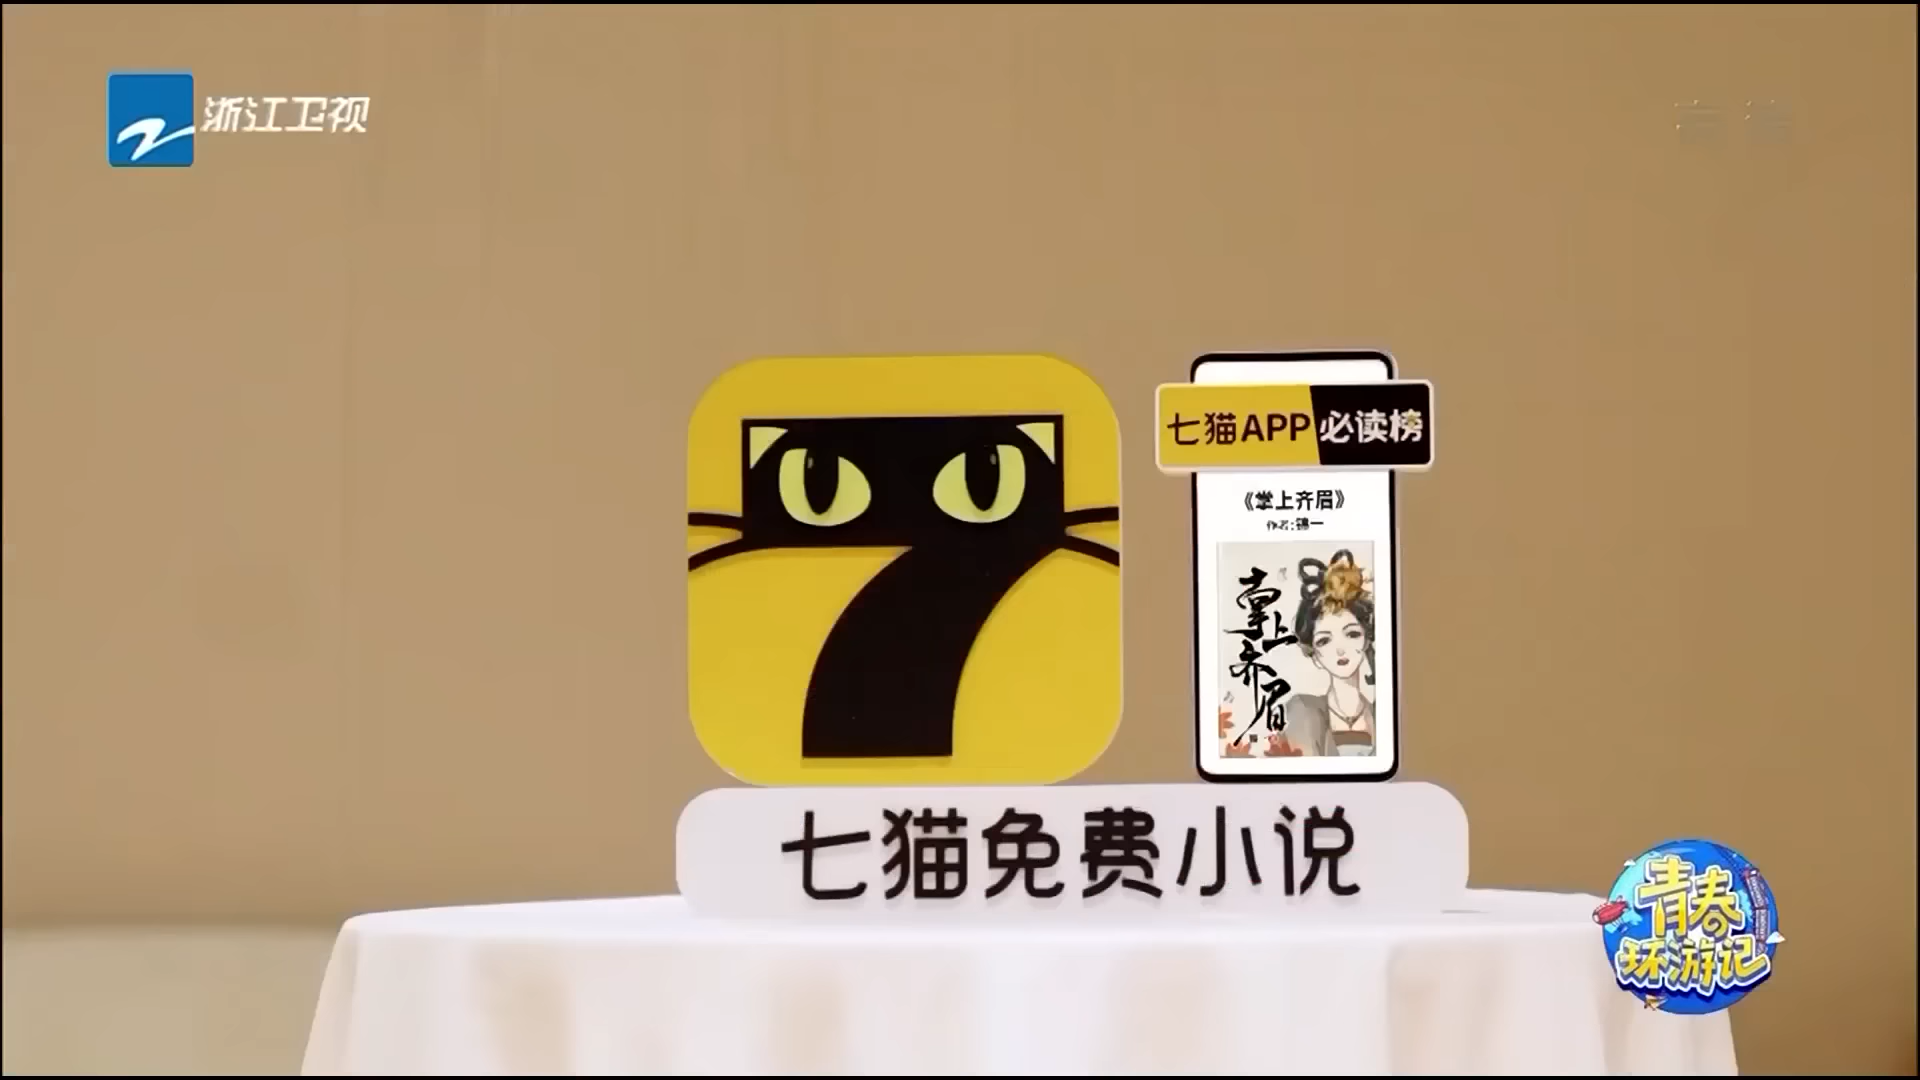 浙江卫视
七猫APP必读榜
《掌上齐眉》
作者:锦一
掌上齐眉
七猫免费小说
青春
环游记